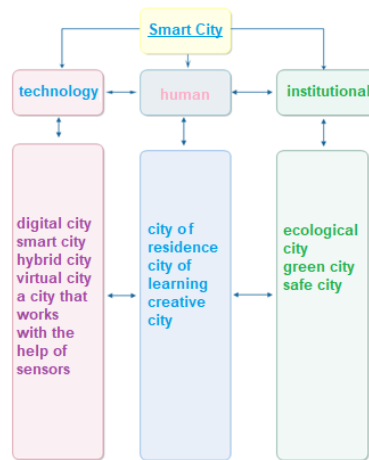 Smart City
technology
human
institutional
digital city
smart city
hybrid city
virtual city
a city that
works
with the
help of
sensors
city of
residence
city of
learning
creative
city
ecological
city
green city
safe city